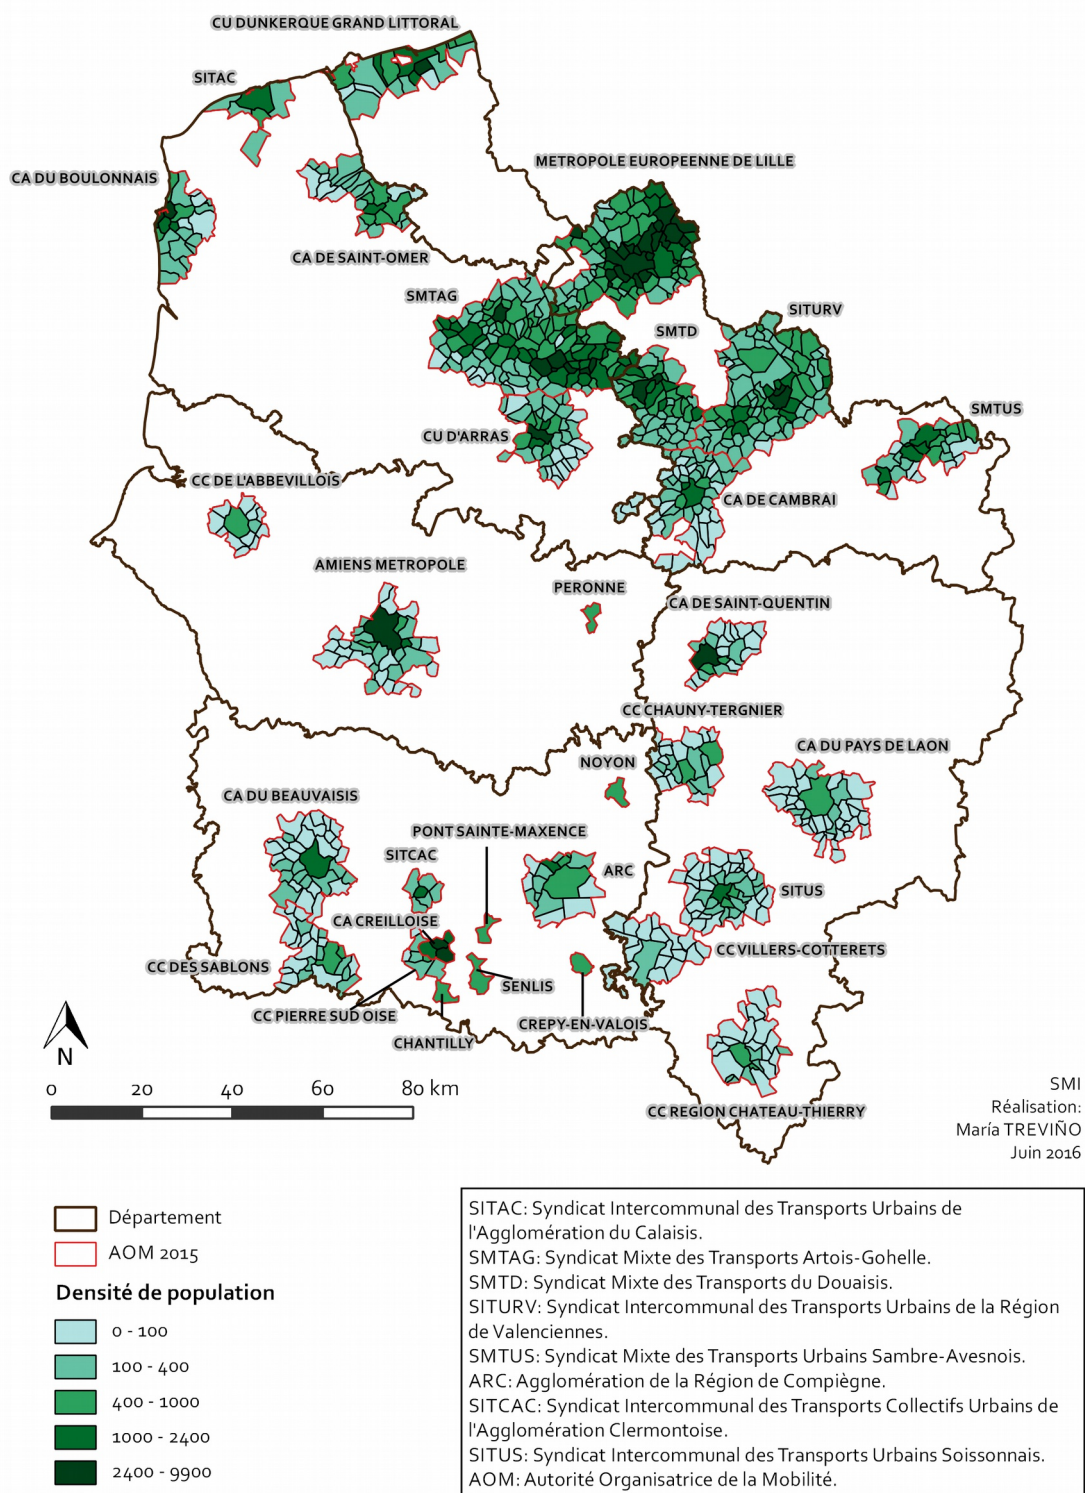 CU DUNKERQUE GRAND LITTORAL
SITAC
METROPOLE EUROPEENNE DE LILLE
CA DU BOULONNAIS
CA DE SAINT-OMER
SMTAG
SITURV
SMTD
SMTUS
CU D'ARRAS
CC DE L'ABBEVILLOIS
CA DE CAMBRAI
AMIENS METROPOLE
PERONNE
CA DE SAINT-QUENTIN
CC CHAUNY-TERGNIER
CA DU PAYS DE LAON
NOYON
CA DU BEAUVAISIS
PONT SAINTE-MAXENCE
SITCAC
ARC
SITUS
CA CREILLOISE
CC VILLERS-COTTERETS
CC DES SABLONS
SENLIS
CC PIERRE SUD OISE
CREPY-EN-VALOIS
CHANTILLY
N
0 20 40 60 80 km
CC REGION CHATEAU-THIERRY
SMI
Réalisation:
María TREVIÑO
Juin 2016
Département
AOM 2015
Densité de population
0 - 100
100 - 400
400 - 1000
1000 - 2400
2400 - 9900
SITAC: Syndicat Intercommunal des Transports Urbains de
l'Agglomération du Calaisis.
SMTAG: Syndicat Mixte des Transports Artois-Gohelle.
SMTD: Syndicat Mixte des Transports du Douaisis.
SITURV: Syndicat Intercommunal des Transports Urbains de la Région
de Valenciennes.
SMTUS: Syndicat Mixte des Transports Urbains Sambre-Avesnois.
ARC: Agglomération de la Région de Compiègne.
SITCAC: Syndicat Intercommunal des Transports Collectifs Urbains de
l'Agglomération Clermontoise.
SITUS: Syndicat Intercommunal des Transports Urbains Soissonnais.
AOM: Autorité Organisatrice de la Mobilité.